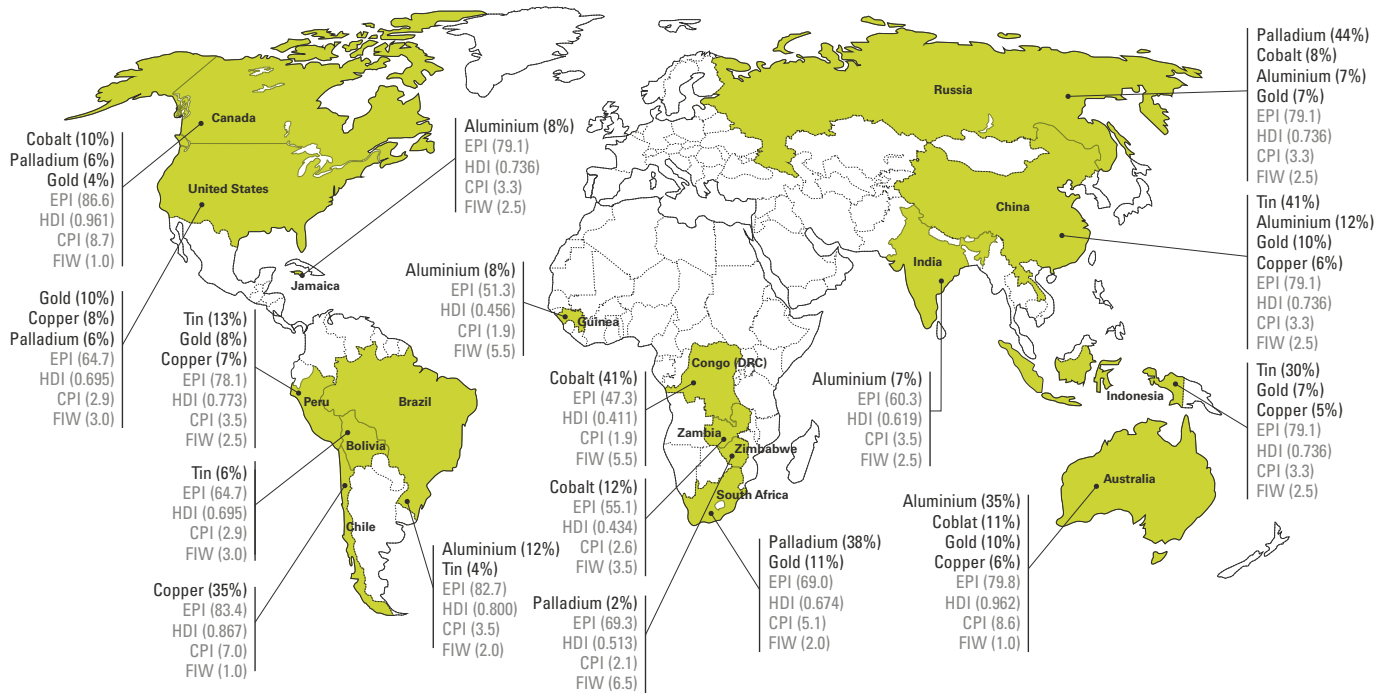 Canada
United States
Jamaica
Peru
Brazil
Bolivia
Chile
Guinea
Congo (DRC)
Zambia
Zimbabwe
South Africa
Russia
China
India
Indonesia
Australia
Cobalt (10%)
Palladium (6%)
Gold (4%)
EPI (86.6)
HDI (0.961)
CPI (8.7)
FIW (1.0)
Gold (10%)
Copper (8%)
Palladium (6%)
EPI (64.7)
HDI (0.695)
CPI (2.9)
FIW (3.0)
Aluminium (8%)
EPI (79.1)
HDI (0.736)
CPI (3.3)
FIW (2.5)
Tin (13%)
Gold (8%)
Copper (7%)
EPI (78.1)
HDI (0.773)
CPI (3.5)
FIW (2.5)
Tin (6%)
EPI (64.7)
HDI (0.695)
CPI (2.9)
FIW (3.0)
Copper (35%)
EPI (83.4)
HDI (0.867)
CPI (7.0)
FIW (1.0)
Aluminium (12%)
Tin (4%)
EPI (82.7)
HDI (0.800)
CPI (3.5)
FIW (2.0)
Aluminium (8%)
EPI (51.3)
HDI (0.456)
CPI (1.9)
FIW (5.5)
Cobalt (41%)
EPI (47.3)
HDI (0.411)
CPI (1.9)
FIW (5.5)
Cobalt (12%)
EPI (55.1)
HDI (0.434)
CPI (2.6)
FIW (3.5)
Palladium (2%)
EPI (69.3)
HDI (0.513)
CPI (2.1)
FIW (6.5)
Palladium (38%)
Gold (11%)
EPI (69.0)
HDI (0.674)
CPI (5.1)
FIW (2.0)
Aluminium (7%)
EPI (60.3)
HDI (0.619)
CPI (3.5)
FIW (2.5)
Aluminium (35%)
Coblat (11%)
Gold (10%)
Copper (6%)
EPI (79.8)
HDI (0.962)
CPI (8.6)
FIW (1.0)
Palladium (44%)
Cobalt (8%)
Aluminium (7%)
Gold (7%)
EPI (79.1)
HDI (0.736)
CPI (3.3)
FIW (2.5)
Tin (41%)
Aluminium (12%)
Gold (10%)
Copper (6%)
EPI (79.1)
HDI (0.736)
CPI (3.3)
FIW (2.5)
Tin (30%)
Gold (7%)
Copper (5%)
EPI (79.1)
HDI (0.736)
CPI (3.3)
FIW (2.5)